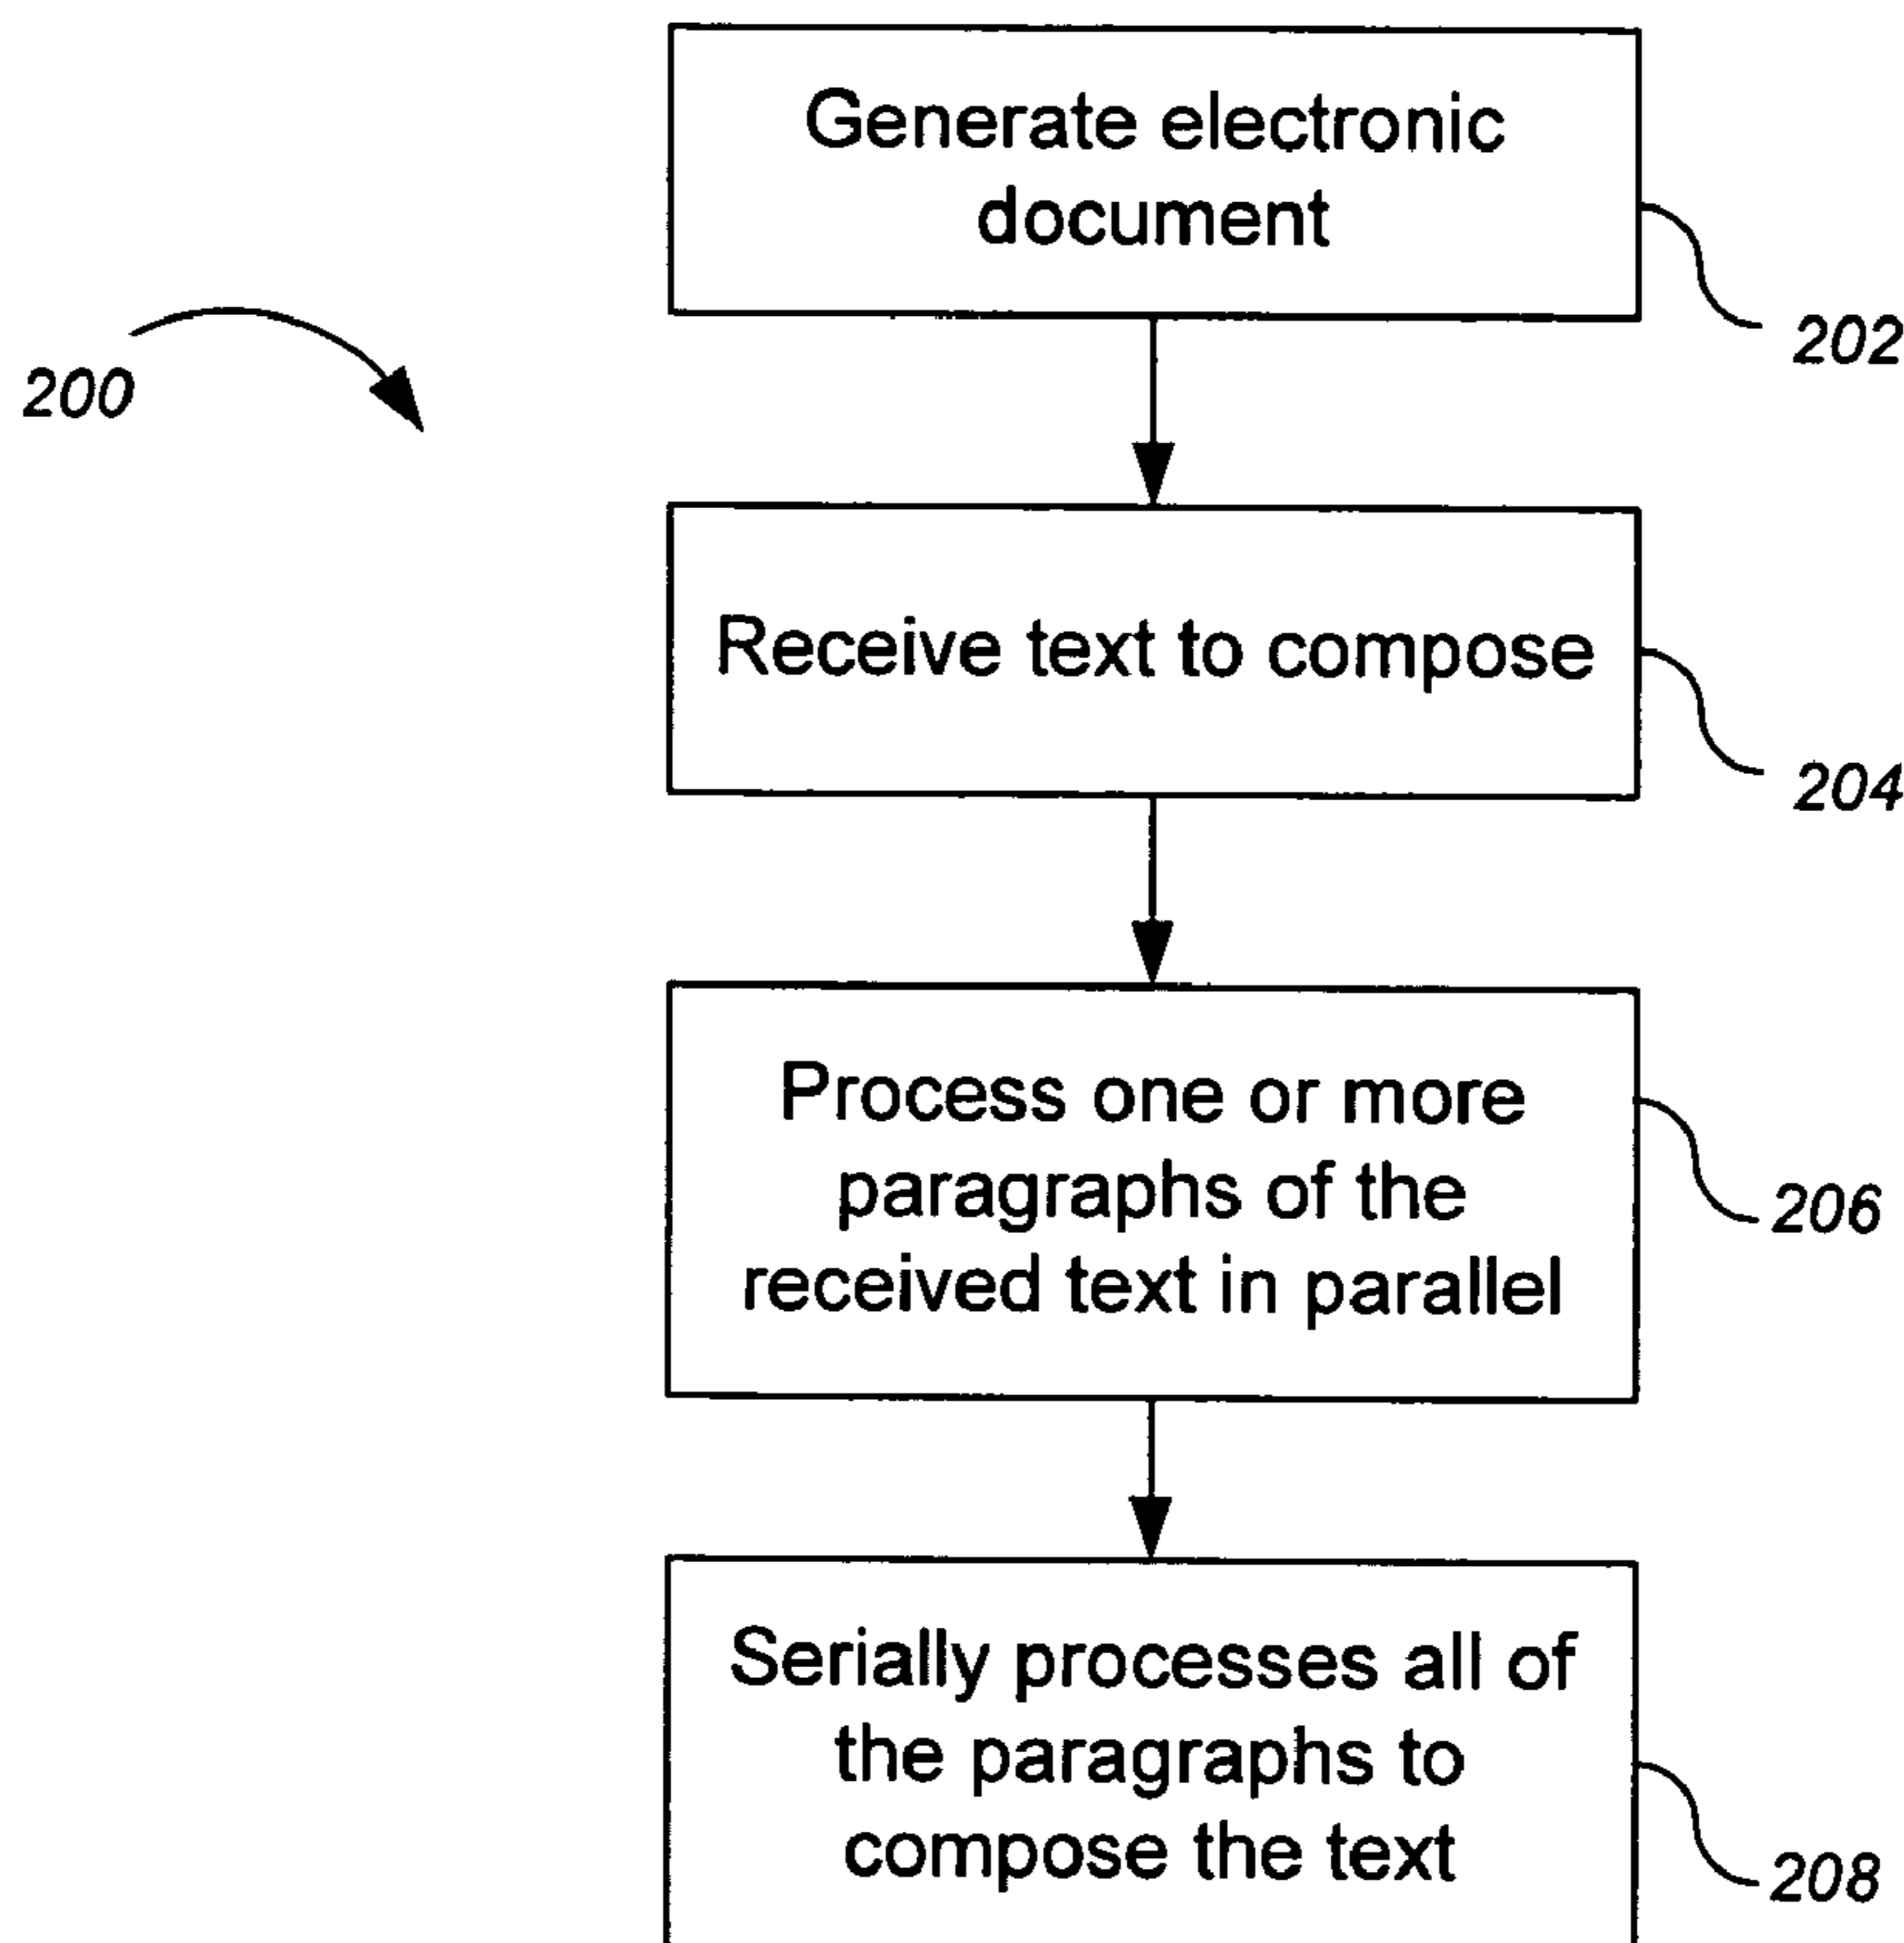 Generate electronic
document
202
200
Receive text to compose
204
Process one or more
paragraphs of the
received text in parallel
206
Serially processes all of
the paragraphs to
compose the text
208